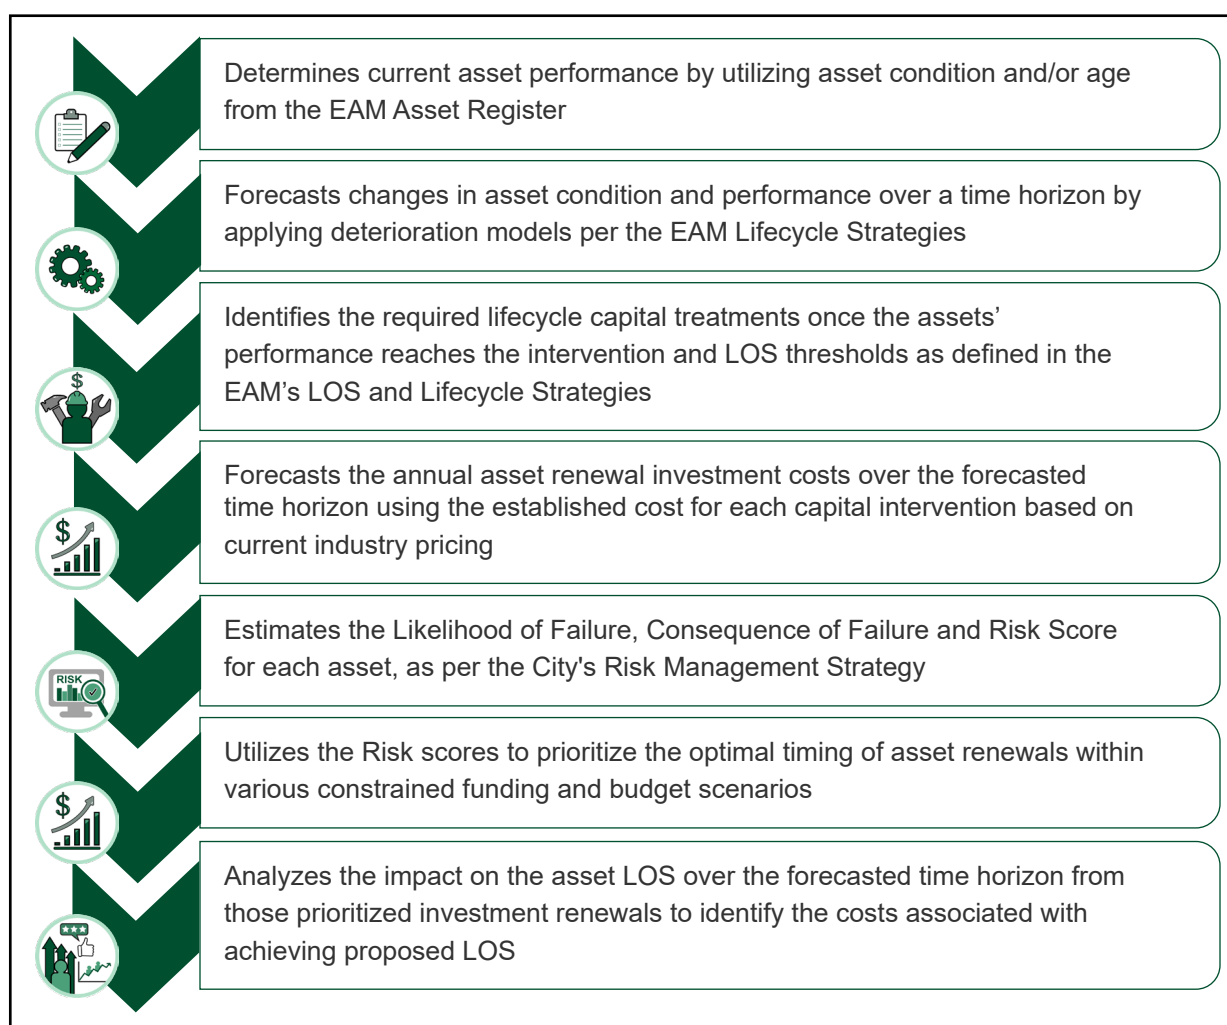 Determines current asset performance by utilizing asset condition and/or age
from the EAM Asset Register
Forecasts changes in asset condition and performance over a time horizon by
applying deterioration models per the EAM Lifecycle Strategies
Identifies the required lifecycle capital treatments once the assets’
performance reaches the intervention and LOS thresholds as defined in the
EAM’s LOS and Lifecycle Strategies
$
Forecasts the annual asset renewal investment costs over the forecasted
time horizon using the established cost for each capital intervention based on
current industry pricing
$
Estimates the Likelihood of Failure, Consequence of Failure and Risk Score
for each asset, as per the City's Risk Management Strategy
RISK
Utilizes the Risk scores to prioritize the optimal timing of asset renewals within
various constrained funding and budget scenarios
$
Analyzes the impact on the asset LOS over the forecasted time horizon from
those prioritized investment renewals to identify the costs associated with
achieving proposed LOS